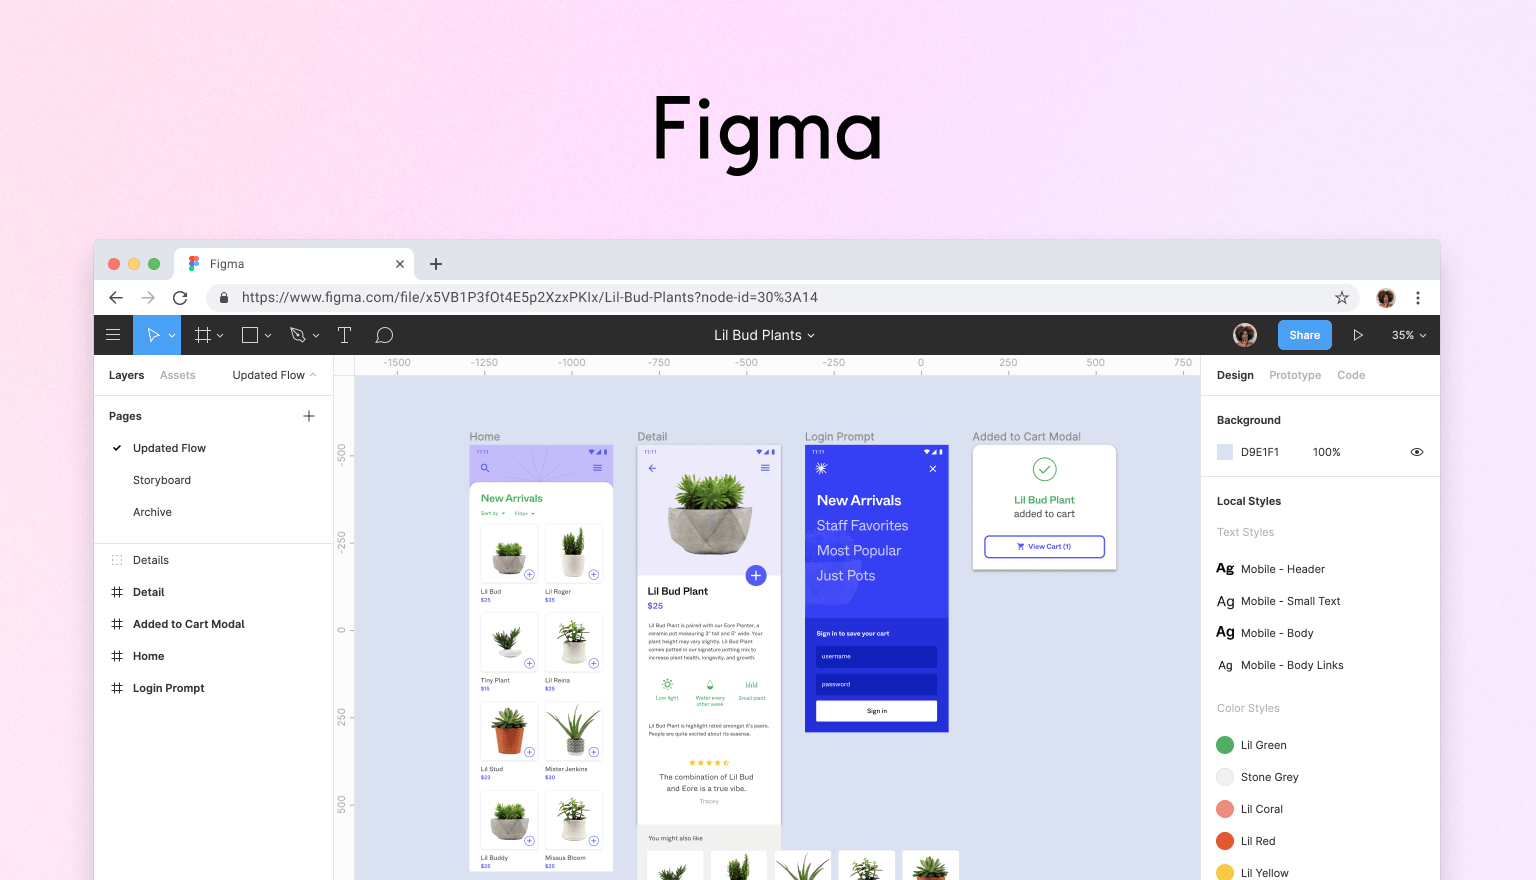 Figma
Figma
https://www.figma.com/file/x5VB1P3fOt4E5p2XzxPKIx/Lil-Bud-Plants?node-id=30%3A14
Lil Bud Plants
Share
35%
Layers
Assets
Updated Flow
Pages
Updated Flow
Storyboard
Archive
Details
Detail
Added to Cart Modal
Home
Login Prompt
-1500 -1250 -1000 -750 -500 -250 0 250 500 750
-500
-250
0
250
500
Home
11:11
New Arrivals
Sort by
Filter
Lil Bud
$25
Lil Roger
$35
Tiny Plant
$15
Lil Reina
$25
Lil Stud
$22
Mister Jenkins
$30
Lil Buddy
$25
Missus Bloom
$35
Detail
11:11
Lil Bud Plant
$25
Lil Bud Plant is paired with our Eore Planter, a
ceramic pot measuring 3" tall and 5" wide. Your
plant height may vary slightly. Lil Bud Plant
comes potted in our signature potting mix to
increase plant health, longevity, and growth.
Low light
Water every
other week
Small plant
Lil Bud Plant is highlight rated amongst it's peers.
People are quite excited about its essense.
The combination of Lil Bud
and Eore is a true vibe.
Tracey
You might also like
Login Prompt
11:11
New Arrivals
Staff Favorites
Most Popular
Just Pots
Sign in to save your cart
username
password
Sign in
Added to Cart Modal
Lil Bud Plant
added to cart
View Cart (1)
Design
Prototype
Code
Background
D9E1F1
100%
Local Styles
Text Styles
Ag Mobile - Header
Ag Mobile - Small Text
Ag Mobile - Body
Ag Mobile - Body Links
Color Styles
Lil Green
Stone Grey
Lil Coral
Lil Red
Lil Yellow